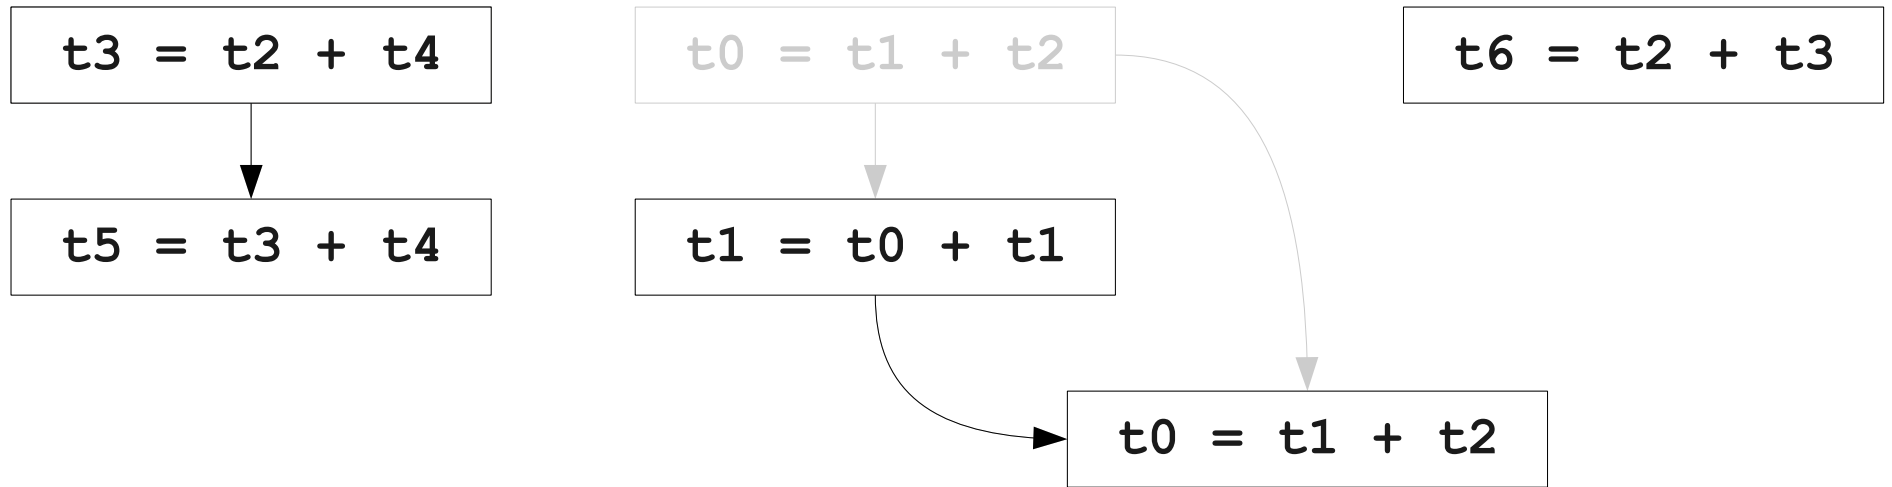 t3 = t2 + t4
t0 = t1 + t2
t6 = t2 + t3
t5 = t3 + t4
t1 = t0 + t1
t0 = t1 + t2